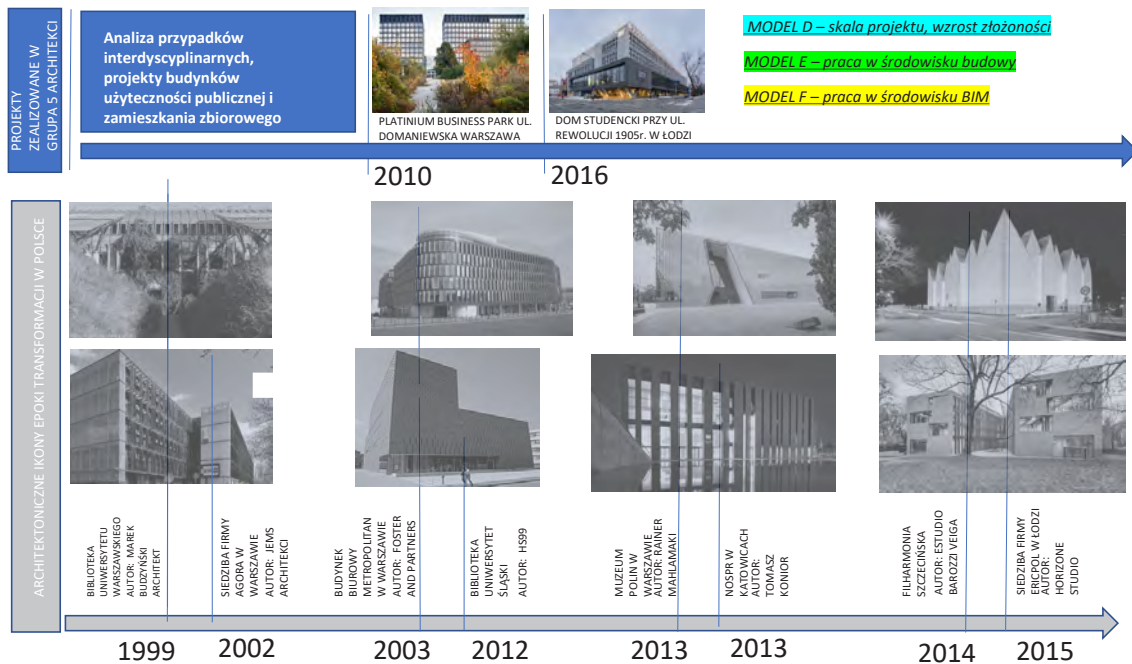 PROJEKTY
ZEALIZOWANE W
GRUPA 5 ARCHITEKCI
Analiza przypadków
interdyscyplinarnych,
projekty budynków
użyteczności publicznej i
zamieszkania zbiorowego
PLATINIUM BUSINESS PARK UL.
DOMANIEWSKA WARSZAWA
DOM STUDENCKI PRZY UL.
REWOLUCJI 1905r. W ŁODZI
MODEL D – skala projektu, wzrost złożoności
MODEL E – praca w środowisku budowy
MODEL F – praca w środowisku BIM
2010
2016
ARCHITEKTONICZNE IKONY EPOKI TRANSFORMACJI W POLSCE
BIBLIOTEKA
UNIWERSYTETU
WARSZAWSKIEGO
AUTOR: MAREK
BUDZYŃSKI
ARCHITEKT
SIEDZIBA FIRMY
AGORA W
WARSZAWIE
AUTOR: JEMS
ARCHITEKCI
BUDYNEK
BIUROWY
METROPOLITAN
W WARSZAWIE
AUTOR: FOSTER
AND PARTNERS
BIBLIOTEKA
UNIWERSYTET
ŚLĄSKI
AUTOR: HS99
MUZEUM
POLIN W
WARSZAWIE
AUTOR: RAINER
MAHLAMAKI
NOSPR W
KATOWICACH
AUTOR:
TOMASZ
KONIOR
FILHARMONIA
SZCZECIŃSKA
AUTOR: ESTUDIO
BAROZZI VEIGA
SIEDZIBA FIRMY
ERICPOL W ŁODZI
AUTOR:
HORIZONE
STUDIO
1999
2002
2003
2012
2013
2013
2014
2015